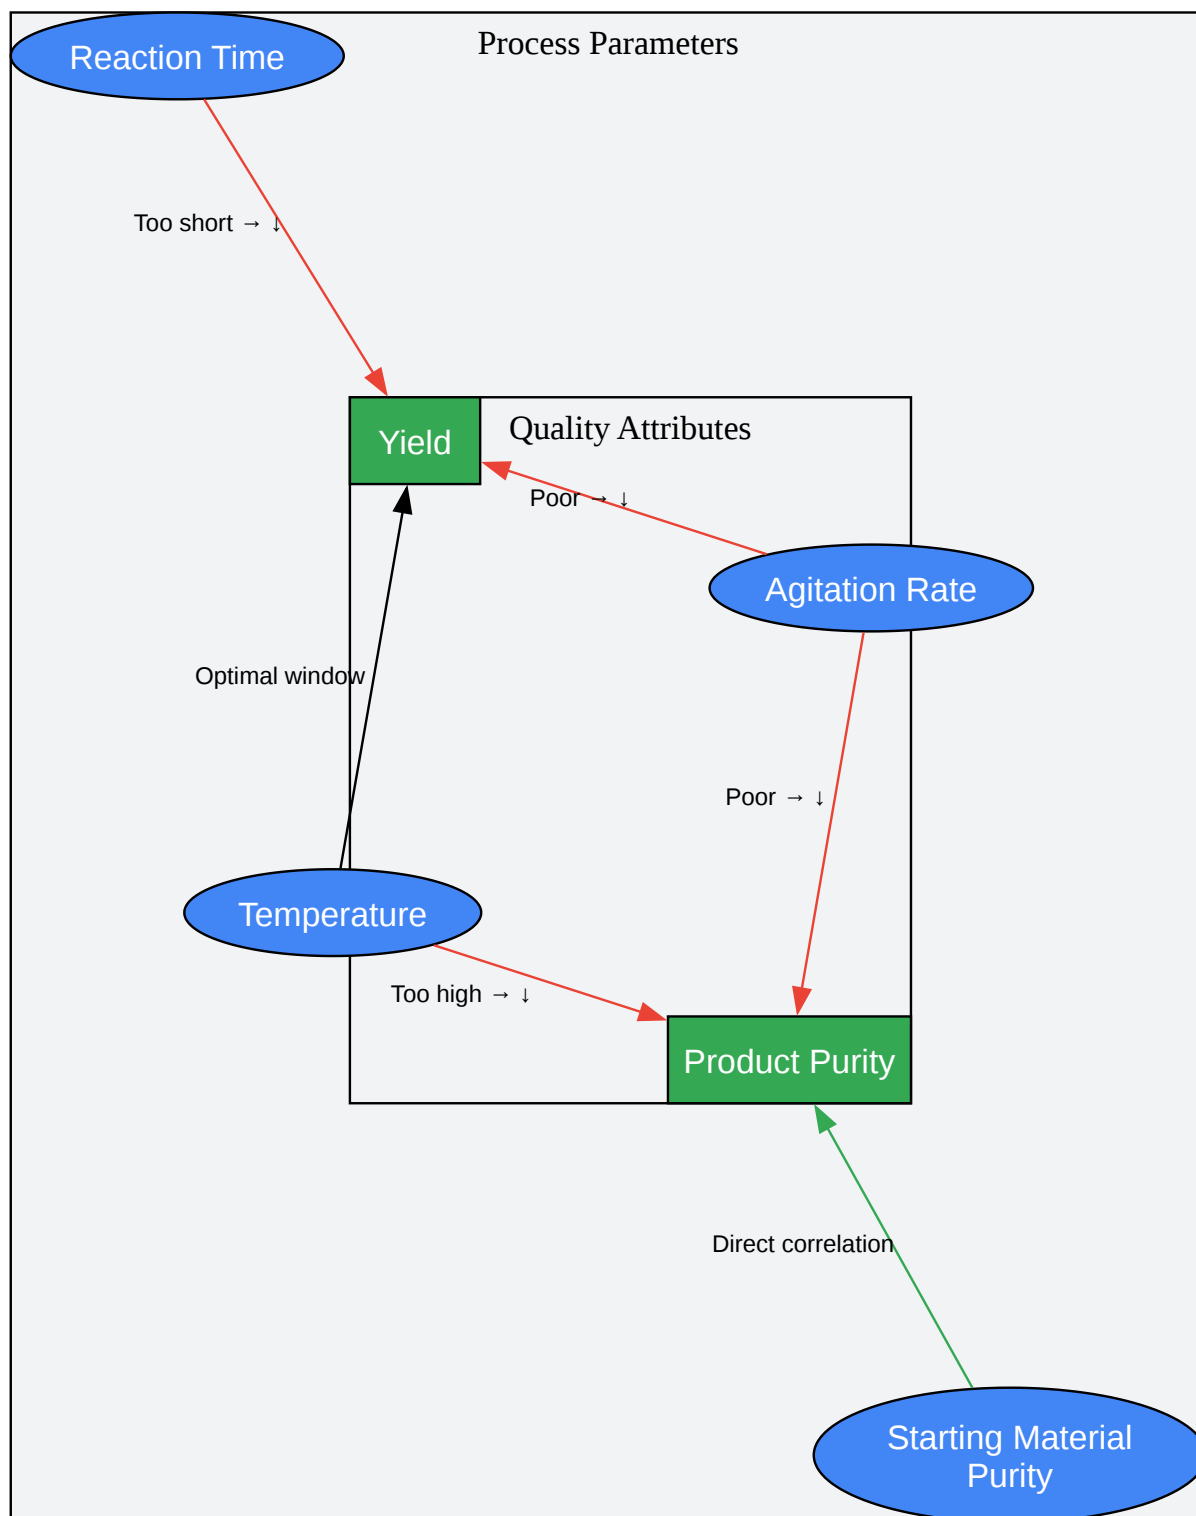 Process Parameters
Reaction Time
Too short → ↓
Yield
Quality Attributes
Poor → ↓
Agitation Rate
Optimal window
Poor → ↓
Temperature
Too high → ↓
Product Purity
Direct correlation
Starting Material
Purity